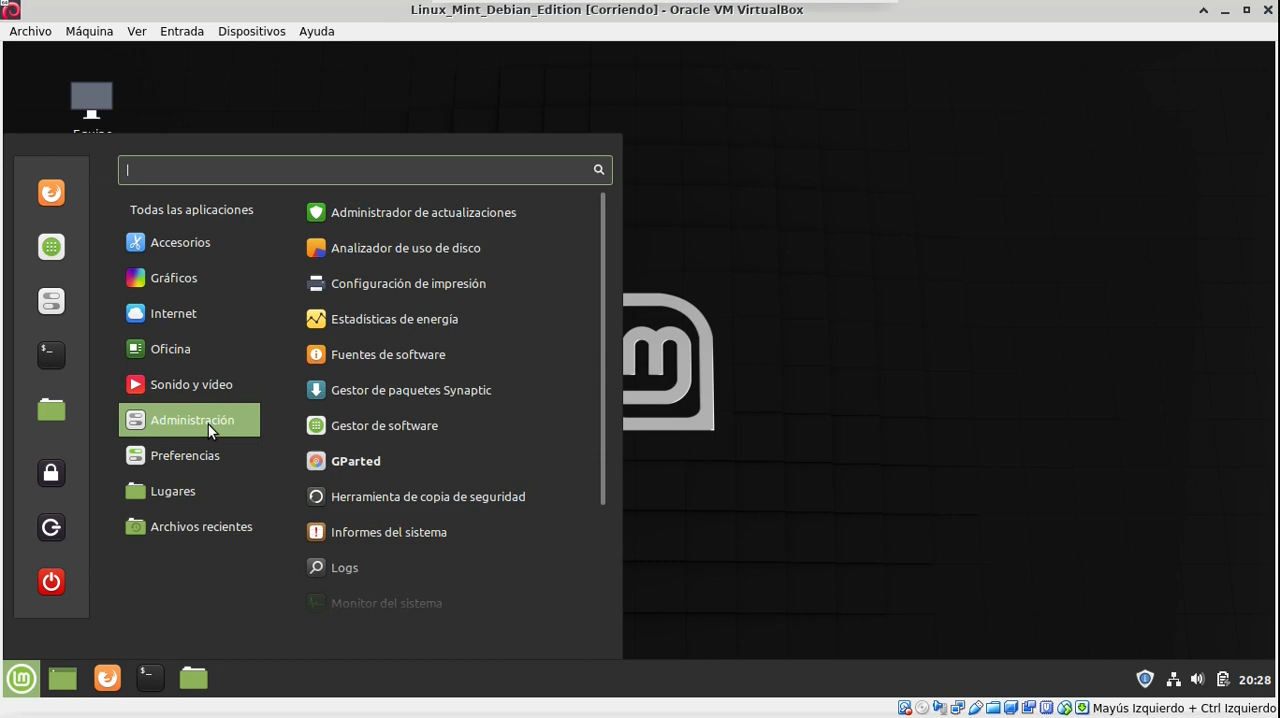 Linux_Mint_Debian_Edition [Corriendo] - Oracle VM VirtualBox
Archivo Máquina Ver Entrada Dispositivos Ayuda
Todas las aplicaciones
Accesorios
Gráficos
Internet
Oficina
Sonido y vídeo
Administración
Preferencias
Lugares
Archivos recientes
Administrador de actualizaciones
Analizador de uso de disco
Configuración de impresión
Estadísticas de energía
Fuentes de software
Gestor de paquetes Synaptic
Gestor de software
GParted
Herramienta de copia de seguridad
Informes del sistema
Logs
Monitor del sistema
20:28
Mayús Izquierdo + Ctrl Izquierdo